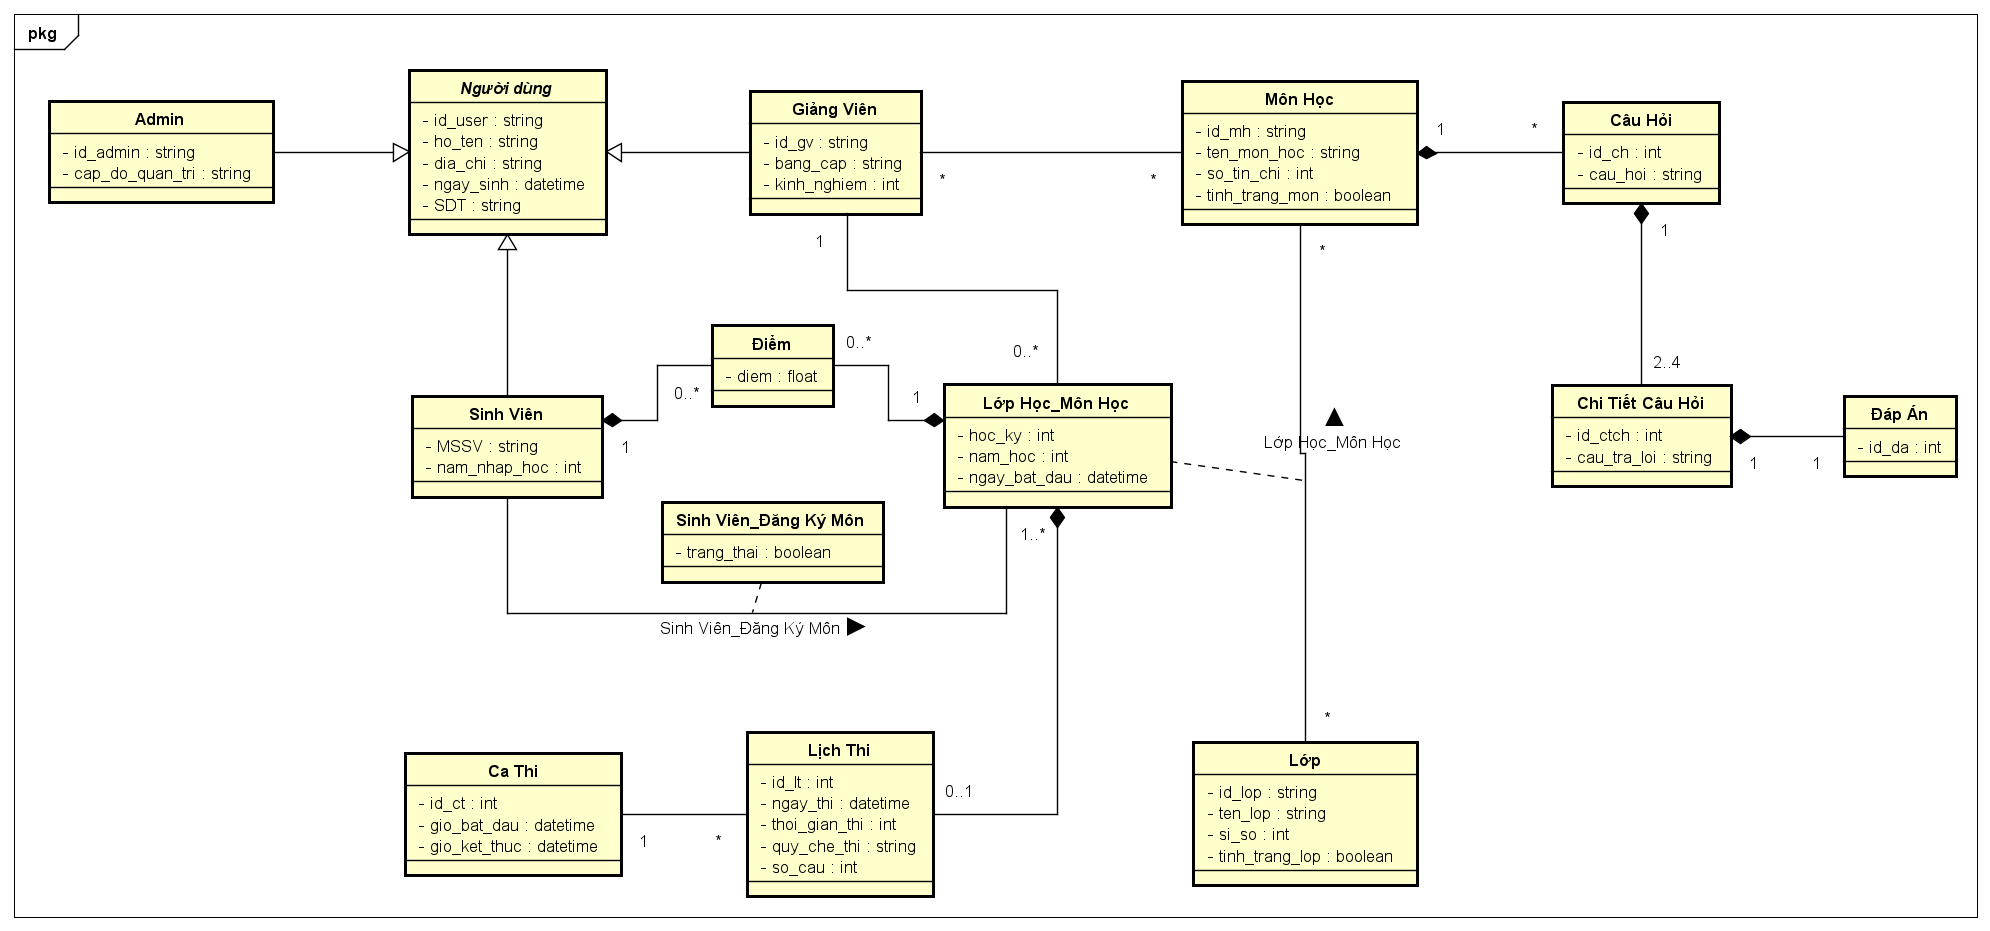 pkg
Admin
- id_admin : string
- cap_do_quan_tri : string
Người dùng
- id_user : string
- ho_ten : string
- dia_chi : string
- ngay_sinh : datetime
- SDT : string
Giảng Viên
- id_gv : string
- bang_cap : string
- kinh_nghiem : int
*
*
Môn Học
- id_mh : string
- ten_mon_hoc : string
- so_tin_chi : int
- tinh_trang_mon : boolean
1
*
Câu Hỏi
- id_ch : int
- cau_hoi : string
1
2..4
1
0..*
*
Điểm
- diem : float
0..*
0..*
1
1
Sinh Viên
- MSSV : string
- nam_nhap_hoc : int
Lớp Học_Môn Học
- hoc_ky : int
- nam_hoc : int
- ngay_bat_dau : datetime
Lớp Học_Môn Học
Chi Tiết Câu Hỏi
- id_ctch : int
- cau_tra_loi : string
1
1
Đáp Án
- id_da : int
Sinh Viên_Đăng Ký Môn
- trang_thai : boolean
1..*
Sinh Viên_Đăng Ký Môn
*
Ca Thi
- id_ct : int
- gio_bat_dau : datetime
- gio_ket_thuc : datetime
1
*
Lịch Thi
- id_lt : int
- ngay_thi : datetime
- thoi_gian_thi : int
- quy_che_thi : string
- so_cau : int
0..1
Lớp
- id_lop : string
- ten_lop : string
- si_so : int
- tinh_trang_lop : boolean